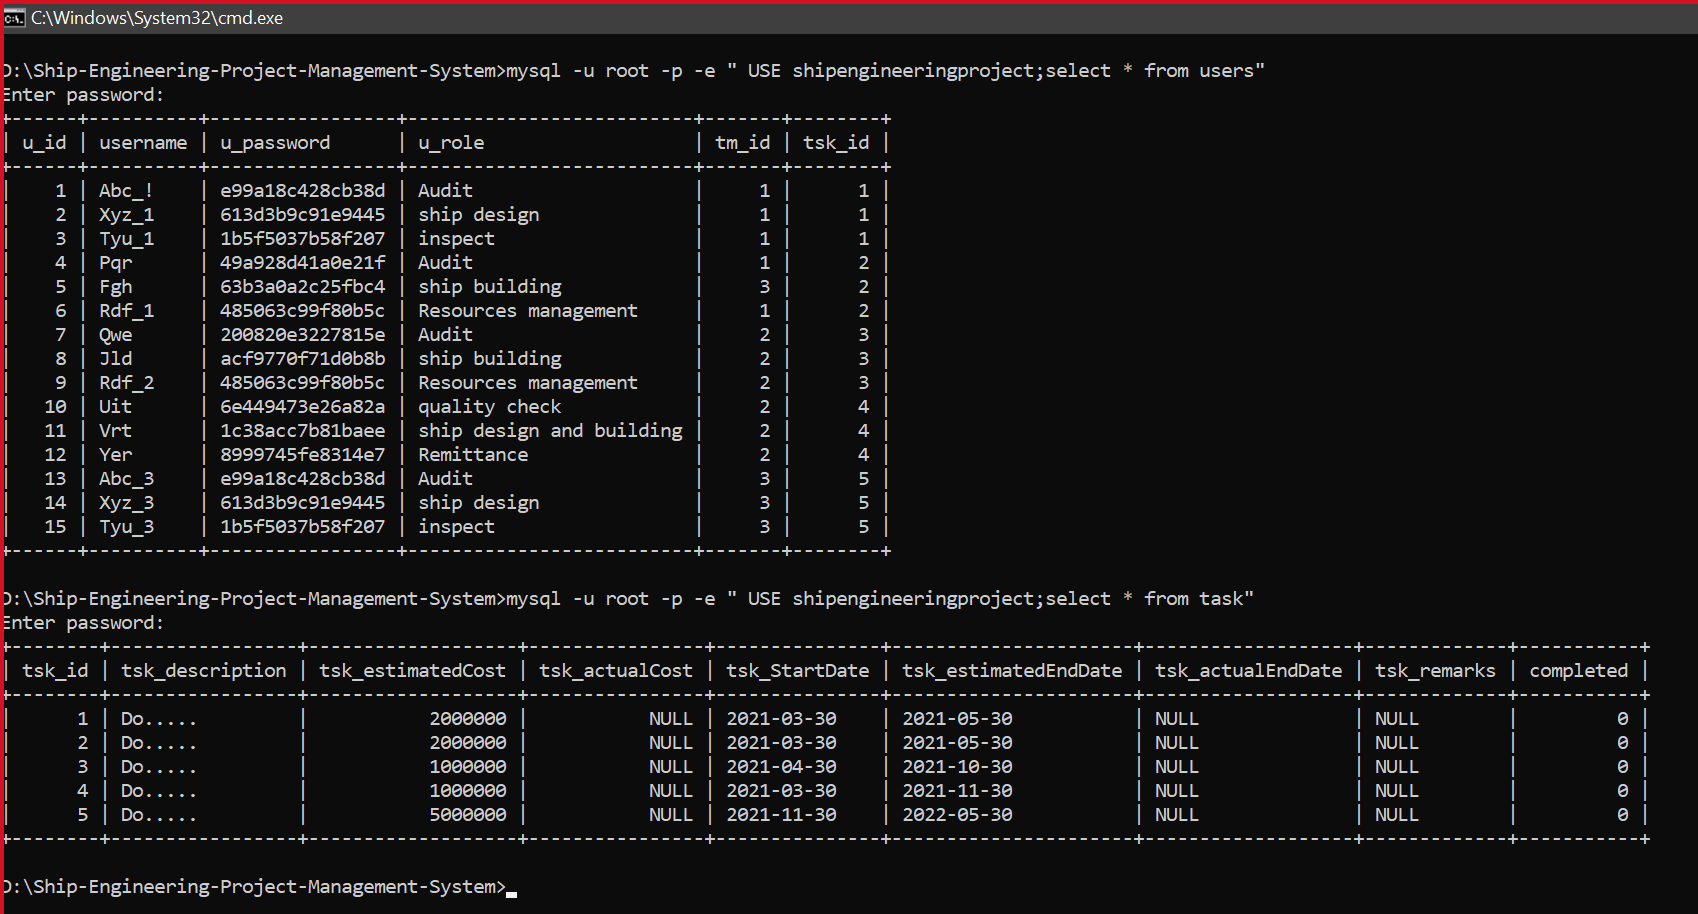 C:\Windows\System32\cmd.exe
D:\Ship-Engineering-Project-Management-System>mysql -u root -p -e " USE shipengineeringproject;select * from users"
Enter password:
+------+----------+-----------------+--------------------------+-------+--------+
| u_id | username | u_password      | u_role                   | tm_id | tsk_id |
+------+----------+-----------------+--------------------------+-------+--------+
|    1 | Abc_!    | e99a18c428cb38d | Audit                    |     1 |      1 |
|    2 | Xyz_1    | 613d3b9c91e9445 | ship design              |     1 |      1 |
|    3 | Tyu_1    | 1b5f5037b58f207 | inspect                  |     1 |      1 |
|    4 | Pqr      | 49a928d41a0e21f | Audit                    |     1 |      2 |
|    5 | Fgh      | 63b3a0a2c25fbc4 | ship building            |     3 |      2 |
|    6 | Rdf_1    | 485063c99f80b5c | Resources management     |     1 |      2 |
|    7 | Qwe      | 200820e3227815e | Audit                    |     2 |      3 |
|    8 | Jld      | acf9770f71d0b8b | ship building            |     2 |      3 |
|    9 | Rdf_2    | 485063c99f80b5c | Resources management     |     2 |      3 |
|   10 | Uit      | 6e449473e26a82a | quality check            |     2 |      4 |
|   11 | Vrt      | 1c38acc7b81baee | ship design and building |     2 |      4 |
|   12 | Yer      | 8999745fe8314e7 | Remittance               |     2 |      4 |
|   13 | Abc_3    | e99a18c428cb38d | Audit                    |     3 |      5 |
|   14 | Xyz_3    | 613d3b9c91e9445 | ship design              |     3 |      5 |
|   15 | Tyu_3    | 1b5f5037b58f207 | inspect                  |     3 |      5 |
+------+----------+-----------------+--------------------------+-------+--------+
D:\Ship-Engineering-Project-Management-System>mysql -u root -p -e " USE shipengineeringproject;select * from task"
Enter password:
+--------+-----------------+-------------------+----------------+---------------+----------------------+-------------------+-------------+-----------+
| tsk_id | tsk_description | tsk_estimatedCost | tsk_actualCost | tsk_StartDate | tsk_estimatedEndDate | tsk_actualEndDate | tsk_remarks | completed |
+--------+-----------------+-------------------+----------------+---------------+----------------------+-------------------+-------------+-----------+
|      1 | Do.....         |           2000000 |           NULL | 2021-03-30    | 2021-05-30           | NULL              | NULL        |         0 |
|      2 | Do.....         |           2000000 |           NULL | 2021-03-30    | 2021-05-30           | NULL              | NULL        |         0 |
|      3 | Do.....         |           1000000 |           NULL | 2021-04-30    | 2021-10-30           | NULL              | NULL        |         0 |
|      4 | Do.....         |           1000000 |           NULL | 2021-03-30    | 2021-11-30           | NULL              | NULL        |         0 |
|      5 | Do.....         |           5000000 |           NULL | 2021-11-30    | 2022-05-30           | NULL              | NULL        |         0 |
+--------+-----------------+-------------------+----------------+---------------+----------------------+-------------------+-------------+-----------+
D:\Ship-Engineering-Project-Management-System>